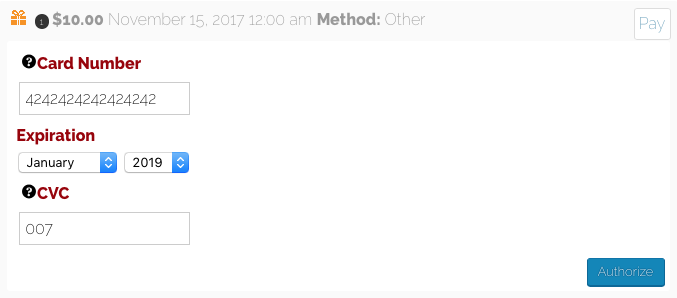 1 $10.00 November 15, 2017 12:00 am Method: Other Pay
? Card Number
4242424242424242
Expiration
January 2019
? CVC
007
Authorize